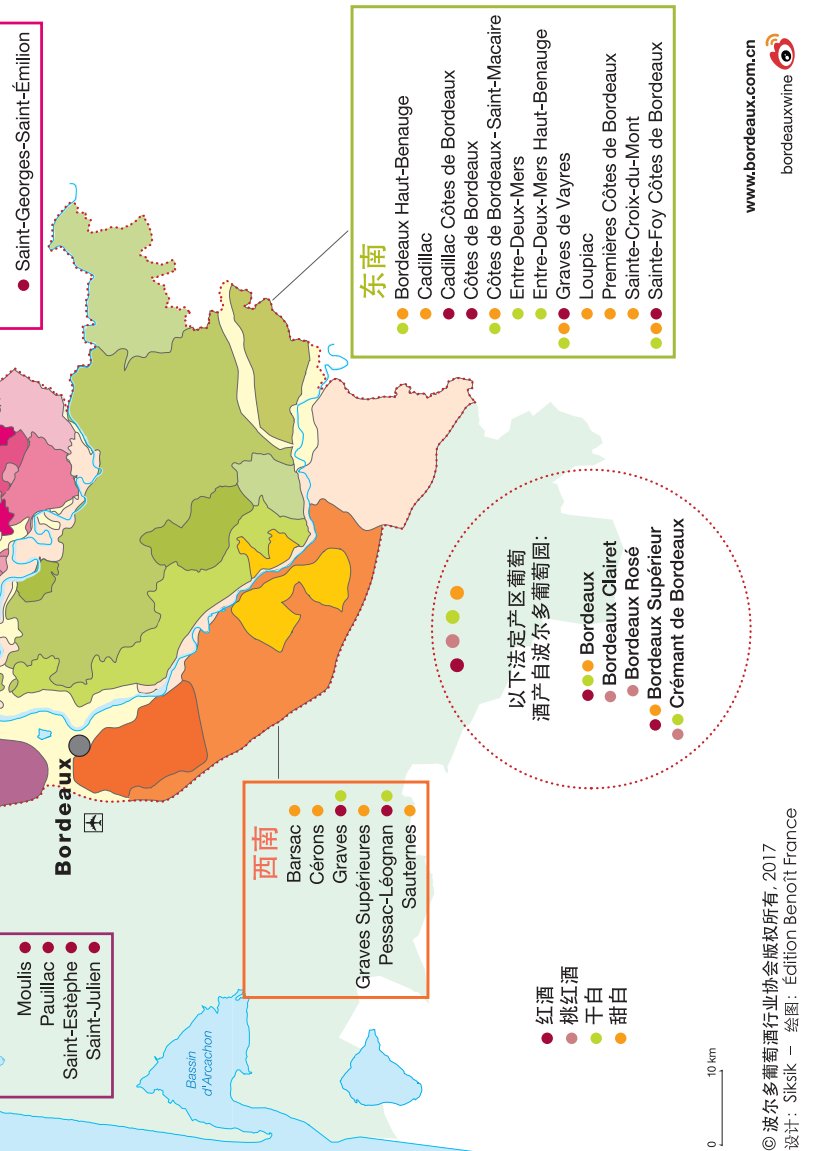 Saint-Georges-Saint-Émilion
Moulis
Pauillac
Saint-Estèphe
Saint-Julien
Bordeaux
Bassin
d'Arcachon
西南
Barsac
Cérons
Graves
Graves Supérieures
Pessac-Léognan
Sauternes
东南
Bordeaux Haut-Benauge
Cadillac
Cadillac Côtes de Bordeaux
Côtes de Bordeaux
Côtes de Bordeaux-Saint-Macaire
Entre-Deux-Mers
Entre-Deux-Mers Haut-Benauge
Graves de Vayres
Loupiac
Premières Côtes de Bordeaux
Sainte-Croix-du-Mont
Sainte-Foy Côtes de Bordeaux
以下法定产区葡萄
酒产自波尔多葡萄园:
Bordeaux
Bordeaux Clairet
Bordeaux Rosé
Bordeaux Supérieur
Crémant de Bordeaux
红酒
桃红酒
干白
甜白
0 10 km
© 波尔多葡萄酒行业协会版权所有, 2017
设计: Siksik – 绘图: Édition Benoît France
www.bordeaux.com.cn
bordeauxwine